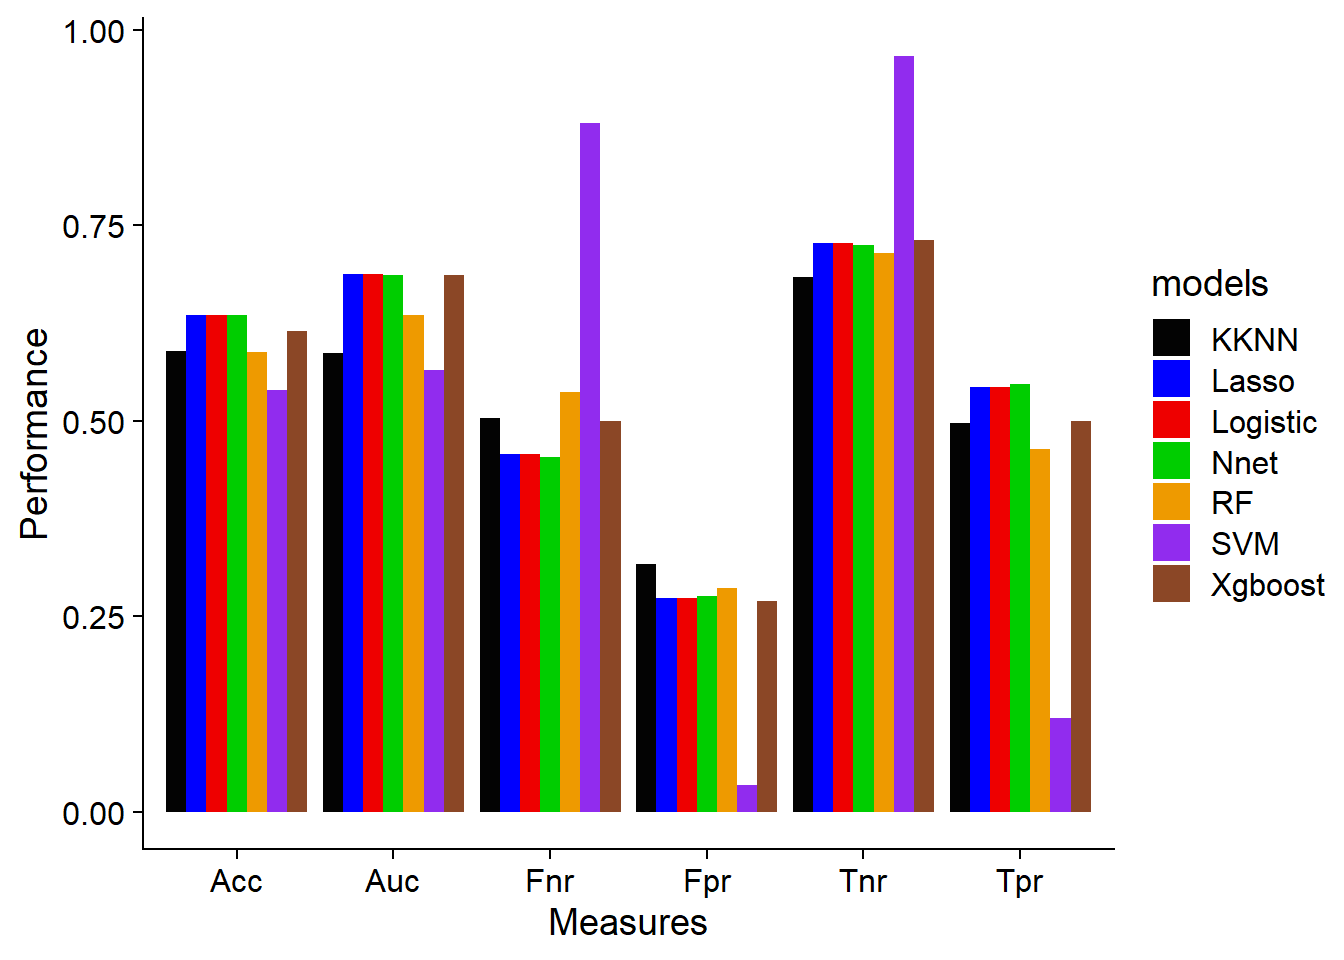 Performance
1.00
0.75
0.50
0.25
0.00
Acc Auc Fnr Fpr Tnr Tpr
Measures
models
KKNN
Lasso
Logistic
Nnet
RF
SVM
Xgboost